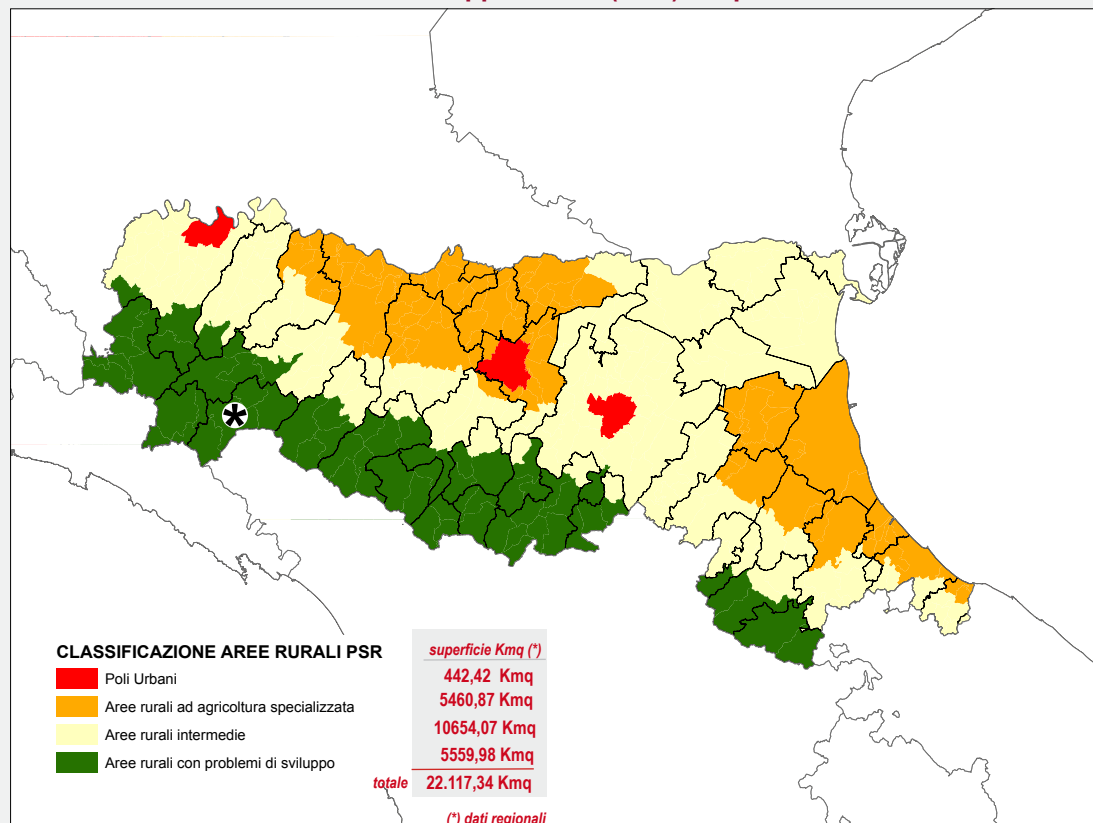 CLASSIFICAZIONE AREE RURALI PSR
superficie Kmq (*)
Poli Urbani
442,42 Kmq
Aree rurali ad agricoltura specializzata
5460,87 Kmq
Aree rurali intermedie
10654,07 Kmq
Aree rurali con problemi di sviluppo
5559,98 Kmq
totale 22.117,34 Kmq
(*) dati regionali